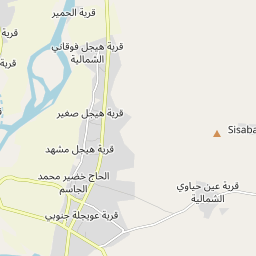 قرية الحمير
قرية هيجل فوقاني
الشمالية
قرية هيجل صغير
Sisaba
قرية هيجل مشهد
الحاج خضير محمد
الجاسم
قرية عين حياوي
الشمالية
قرية عويجلة جنوبي